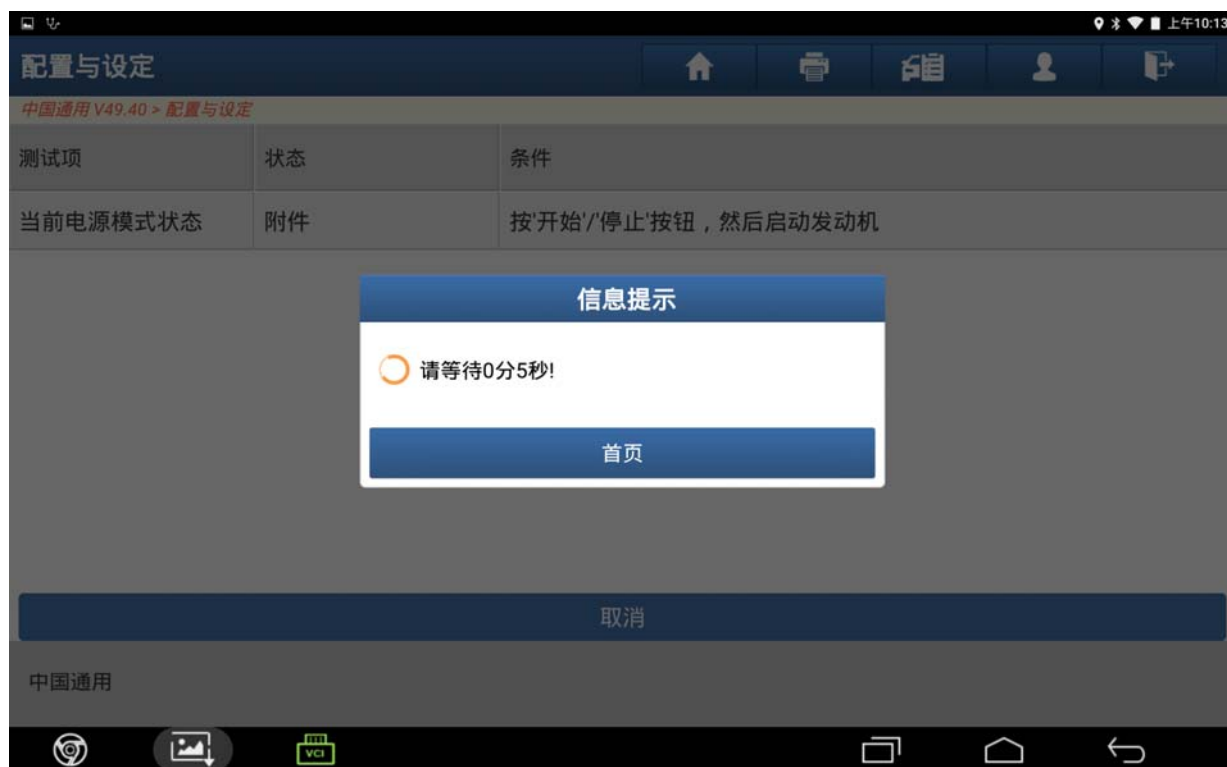 上午10:13
配置与设定
中国通用 V49.40 > 配置与设定
测试项 状态 条件
当前电源模式状态 附件 按'开始'/'停止'按钮，然后启动发动机
信息提示
请等待0分5秒!
首页
取消
中国通用
VCI